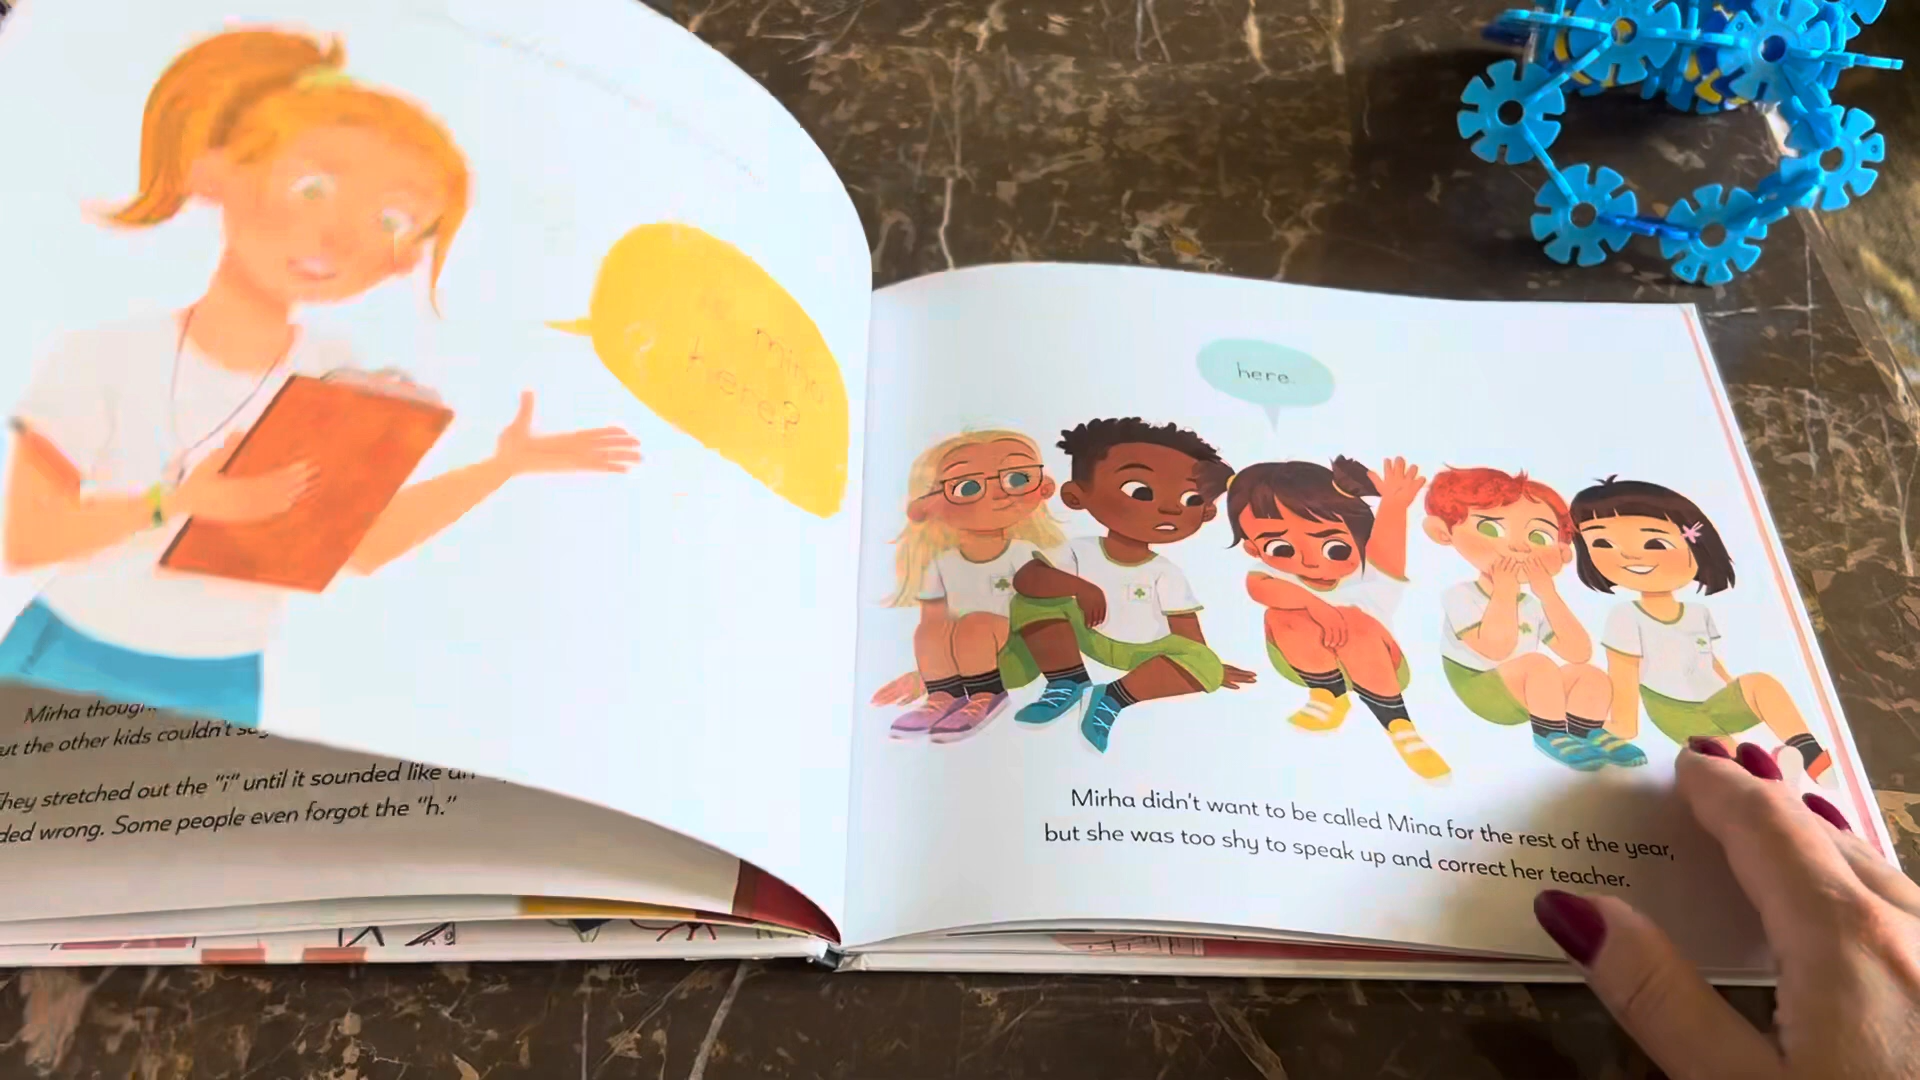 mina
here?
here.
Mirha though
ut the other kids couldn't
They stretched out the "i" until it sounded like
ded wrong. Some people even forgot the "h."
Mirha didn't want to be called Mina for the rest of the year,
but she was too shy to speak up and correct her teacher.